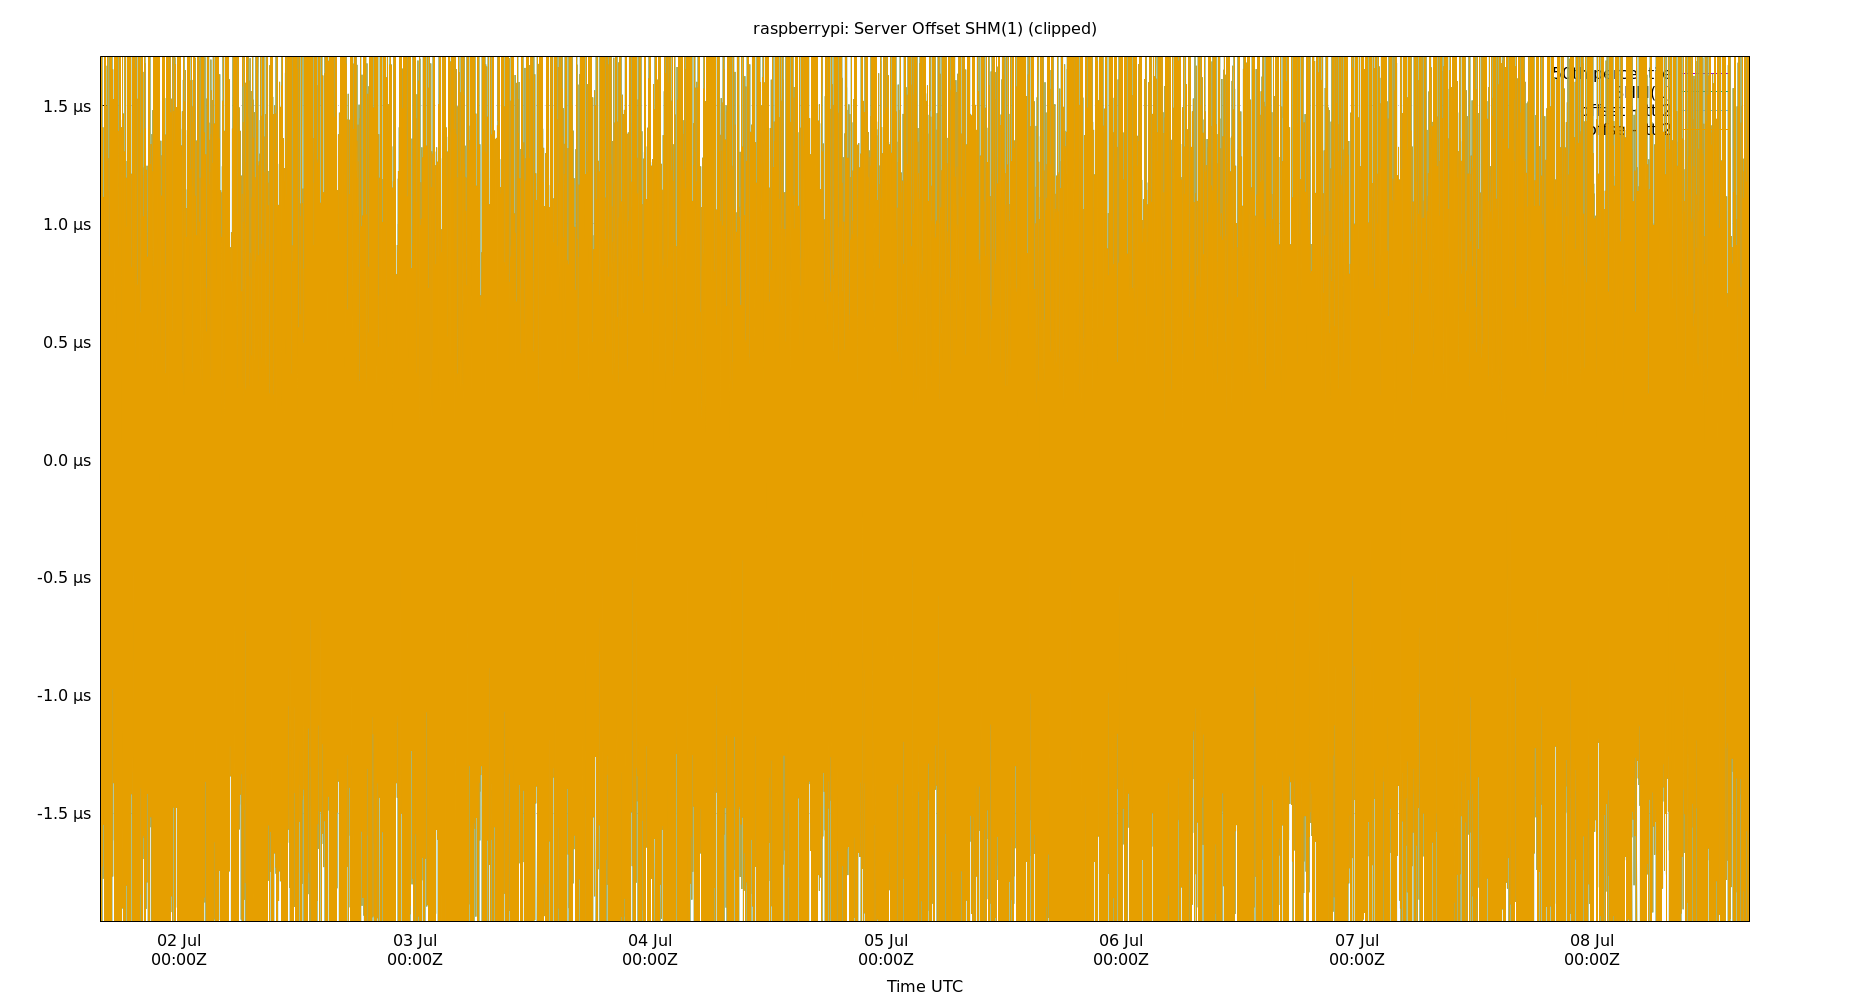 raspberrypi: Server Offset SHM(1) (clipped)
1.5 µs
1.0 µs
0.5 µs
0.0 µs
-0.5 µs
-1.0 µs
-1.5 µs
02 Jul 03 Jul 04 Jul 05 Jul 06 Jul 07 Jul 08 Jul
00:00Z 00:00Z 00:00Z 00:00Z 00:00Z 00:00Z 00:00Z
Time UTC